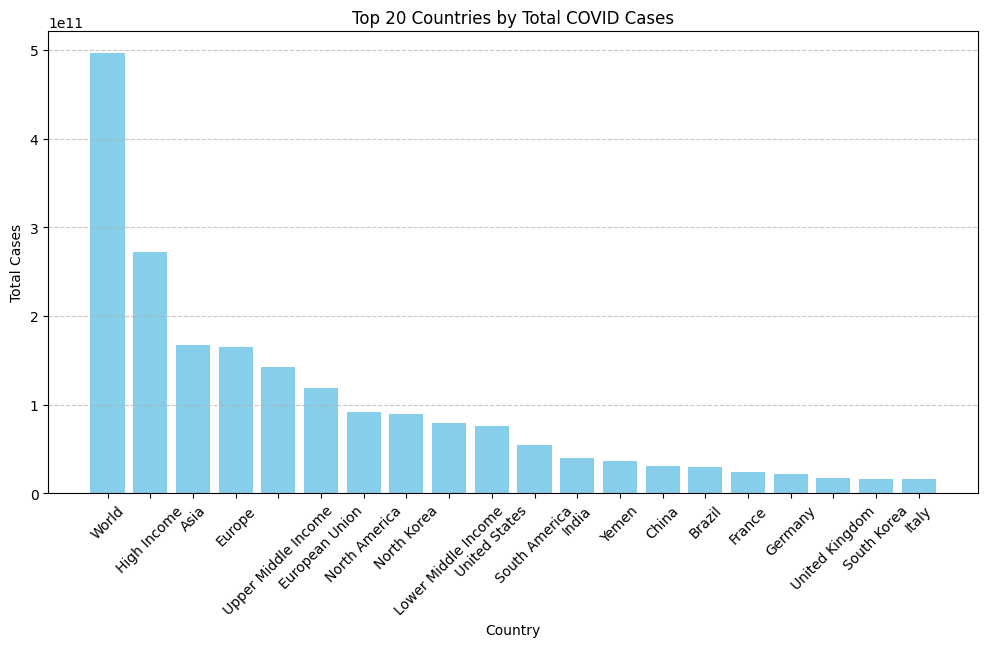 Top 20 Countries by Total COVID Cases
1e11
5
4
3
2
1
0
Total Cases
World
High Income
Asia
Europe
Upper Middle Income
European Union
North America
North Korea
Lower Middle Income
United States
South America
India
Yemen
China
Brazil
France
Germany
United Kingdom
South Korea
Italy
Country